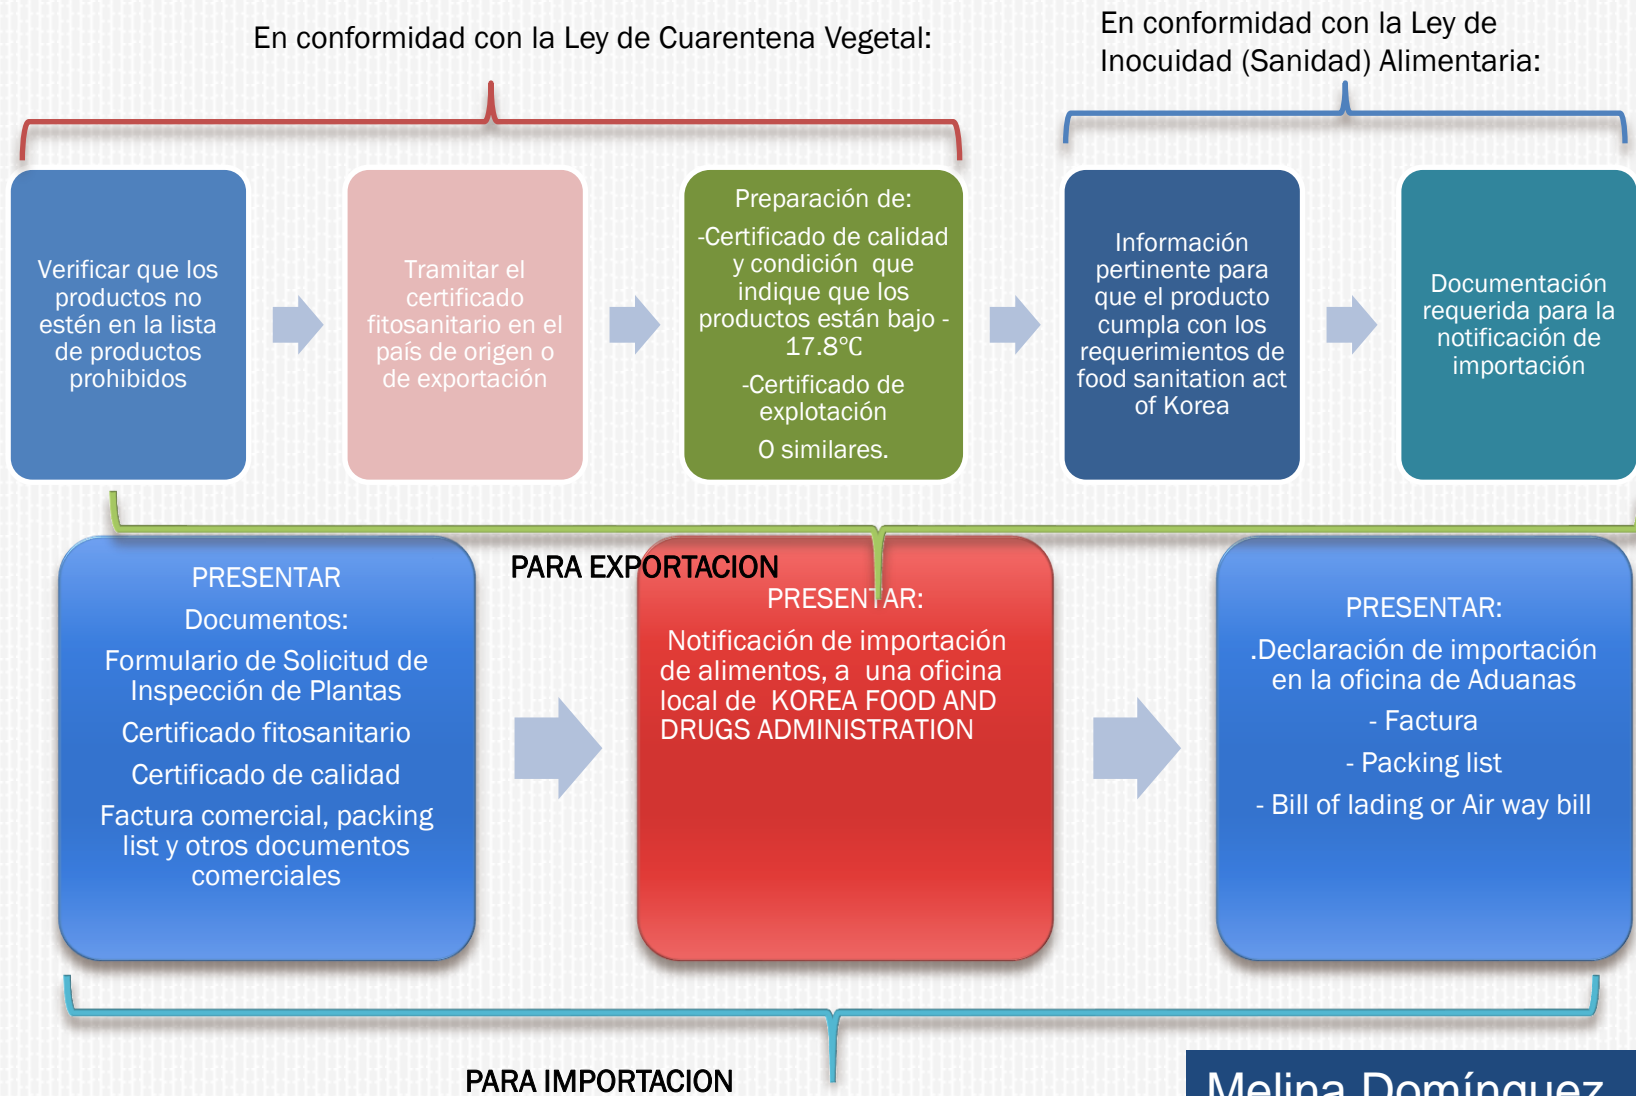 En conformidad con la Ley de Cuarentena Vegetal:
En conformidad con la Ley de
Inocuidad (Sanidad) Alimentaria:
Verificar que los
productos no
estén en la lista
de productos
prohibidos
Tramitar el
certificado
fitosanitario en el
país de origen o
de exportación
Preparación de:
-Certificado de calidad
y condición  que
indique que los
productos están bajo -
17.8°C
-Certificado de
explotación
O similares.
Información
pertinente para
que el producto
cumpla con los
requerimientos de
food sanitation act
of Korea
Documentación
requerida para la
notificación de
importación
PARA EXPORTACION
PRESENTAR
Documentos:
Formulario de Solicitud de
Inspección de Plantas
Certificado fitosanitario
Certificado de calidad
Factura comercial, packing
list y otros documentos
comerciales
PRESENTAR:
Notificación de importación
de alimentos, a  una oficina
local de  KOREA FOOD AND
DRUGS ADMINISTRATION
PRESENTAR:
.Declaración de importación
en la oficina de Aduanas
- Factura
- Packing list
- Bill of lading or Air way bill
PARA IMPORTACION
Melina Domínguez